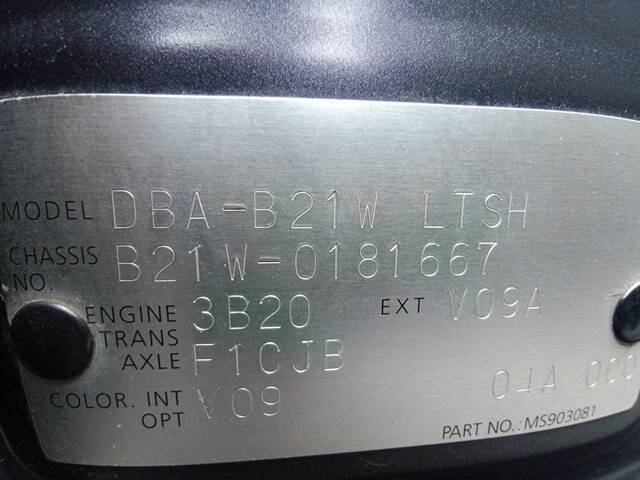 MODEL DBA-B21W LTSH
CHASSIS NO. B21W-0181667
ENGINE 3B20 EXT V09A
TRANS AXLE F1CJB
COLOR. INT OPT V09 04A 000
PART NO.: MS903081